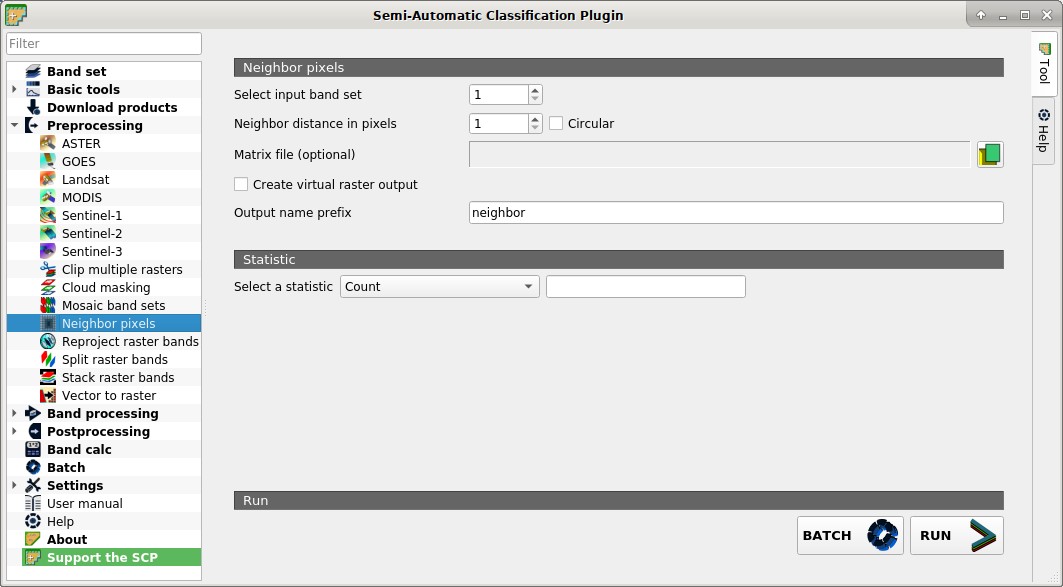 Semi-Automatic Classification Plugin
Filter
Band set
Basic tools
Download products
Preprocessing
ASTER
GOES
Landsat
MODIS
Sentinel-1
Sentinel-2
Sentinel-3
Clip multiple rasters
Cloud masking
Mosaic band sets
Neighbor pixels
Reproject raster bands
Split raster bands
Stack raster bands
Vector to raster
Band processing
Postprocessing
Band calc
Batch
Settings
User manual
Help
About
Support the SCP
Neighbor pixels
Select input band set 1
Neighbor distance in pixels 1 Circular
Matrix file (optional)
Create virtual raster output
Output name prefix neighbor
Statistic
Select a statistic Count
Run
BATCH RUN
Tool
Help